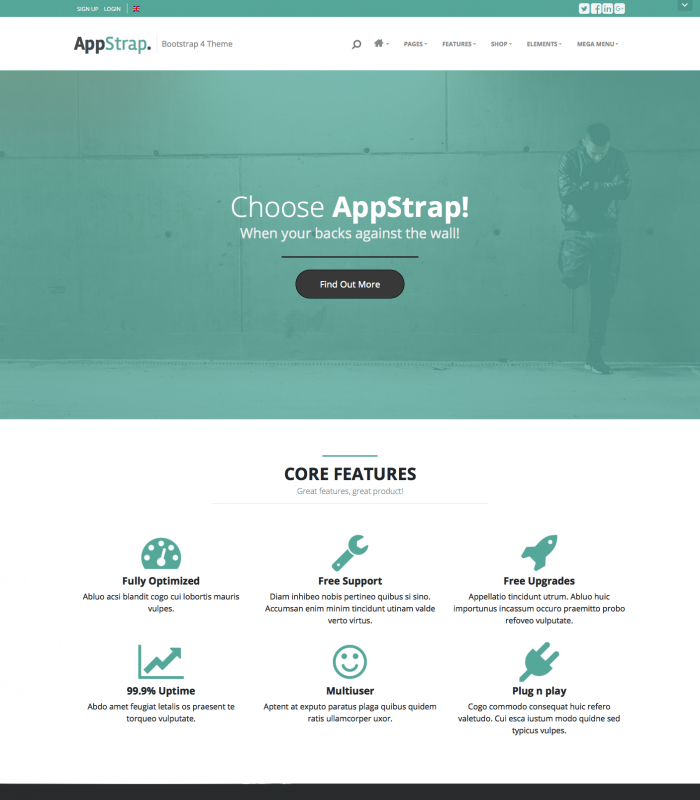 SIGN UP LOGIN
AppStrap. Bootstrap 4 Theme
PAGES FEATURES SHOP ELEMENTS MEGA MENU
Choose AppStrap!
When your backs against the wall!
Find Out More
CORE FEATURES
Great features, great product!
Fully Optimized
Abluo acsi blandit cogo cui lobortis mauris
vulpes.
Free Support
Diam inhibeo nobis pertineo quibus si sino.
Accumsan enim minim tincidunt utinam valde
verto virtus.
Free Upgrades
Appellatio tincidunt utrum. Abluo huic
importunus incassum occuro praemitto probo
refoveo vulputate.
99.9% Uptime
Abdo amet feugiat letalis os praesent te
torqueo vulputate.
Multiuser
Aptent at exputo paratus plaga quibus quidem
ratis ullamcorper uxor.
Plug n play
Cogo commodo consequat huic refero
valetudo. Cui esca iustum modo quidne sed
typicus vulpes.